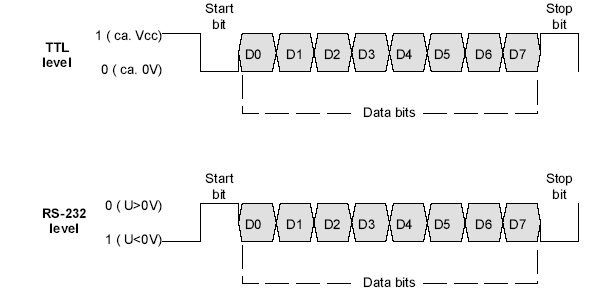 Start bit Stop bit
1 ( ca. Vcc)
TTL level
D0 D1 D2 D3 D4 D5 D6 D7
0 ( ca. 0V)
Data bits
Start bit Stop bit
0 ( U>0V)
RS-232 level
D0 D1 D2 D3 D4 D5 D6 D7
1 ( U<0V)
Data bits